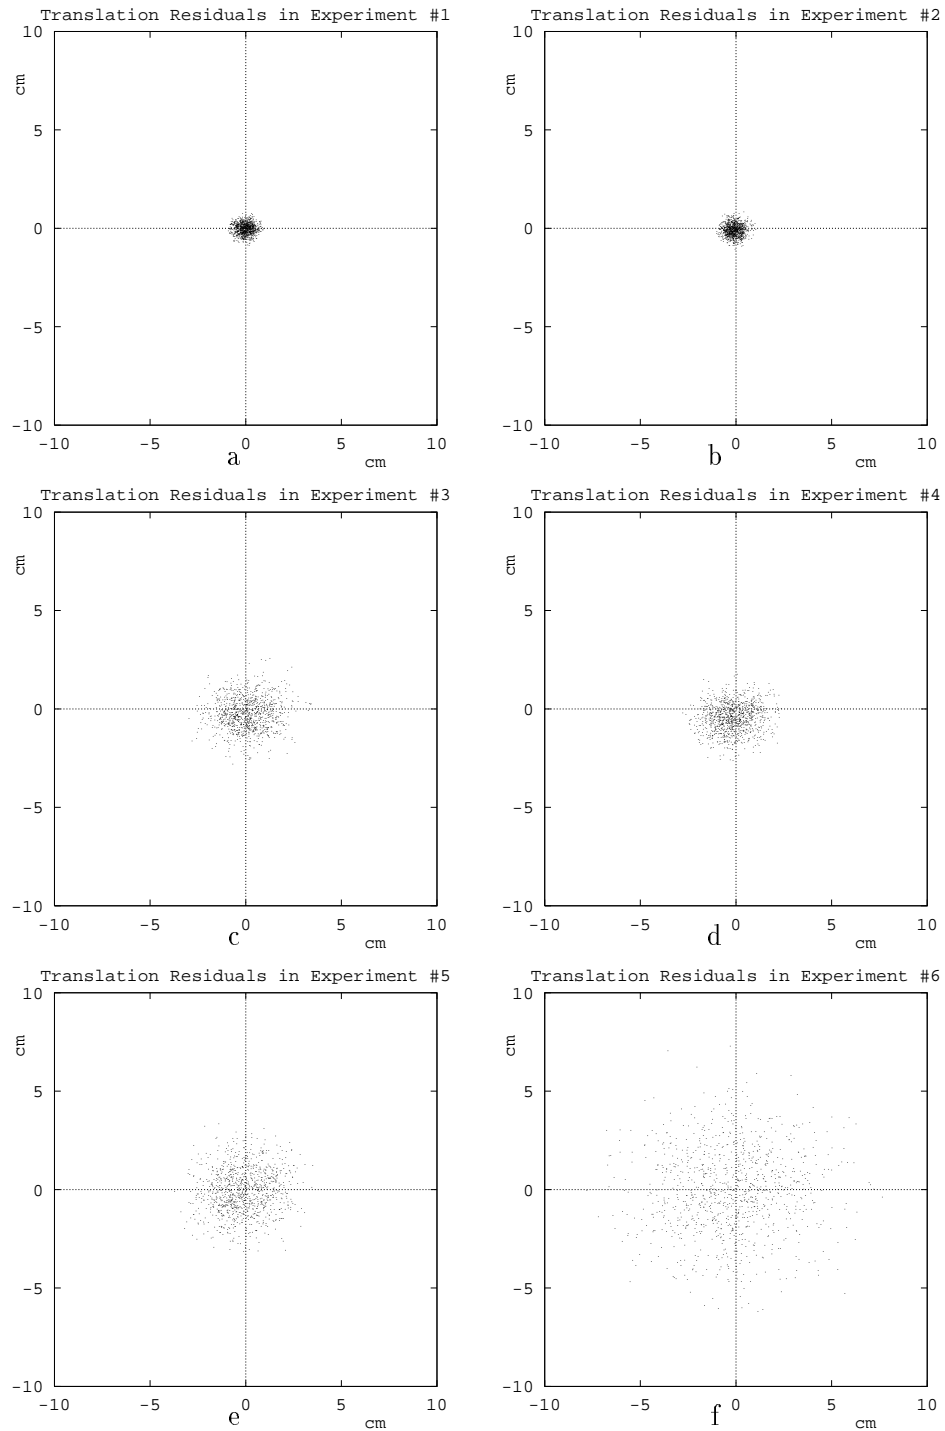 Translation Residuals in Experiment #1
10
cm
5
0
-5
-10
-10 -5 0 5 10
cm
a
Translation Residuals in Experiment #2
10
cm
5
0
-5
-10
-10 -5 0 5 10
cm
b
Translation Residuals in Experiment #3
10
cm
5
0
-5
-10
-10 -5 0 5 10
cm
c
Translation Residuals in Experiment #4
10
cm
5
0
-5
-10
-10 -5 0 5 10
cm
d
Translation Residuals in Experiment #5
10
cm
5
0
-5
-10
-10 -5 0 5 10
cm
e
Translation Residuals in Experiment #6
10
cm
5
0
-5
-10
-10 -5 0 5 10
cm
f